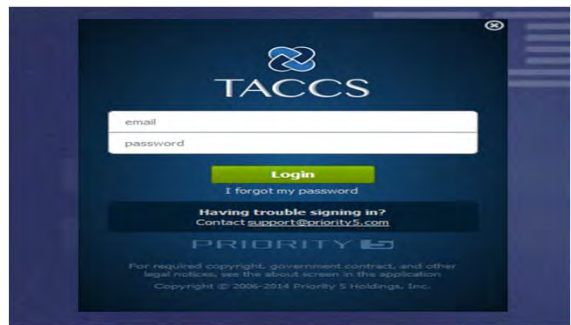 TACCS
email
password
Login
I forgot my password
Having trouble signing in?
Contact support@priority5.com
PRIORITY 5
For required copyright, government contract, and other
legal notices, see the about screen in the application
Copyright © 2006-2014 Priority 5 Holdings, Inc.